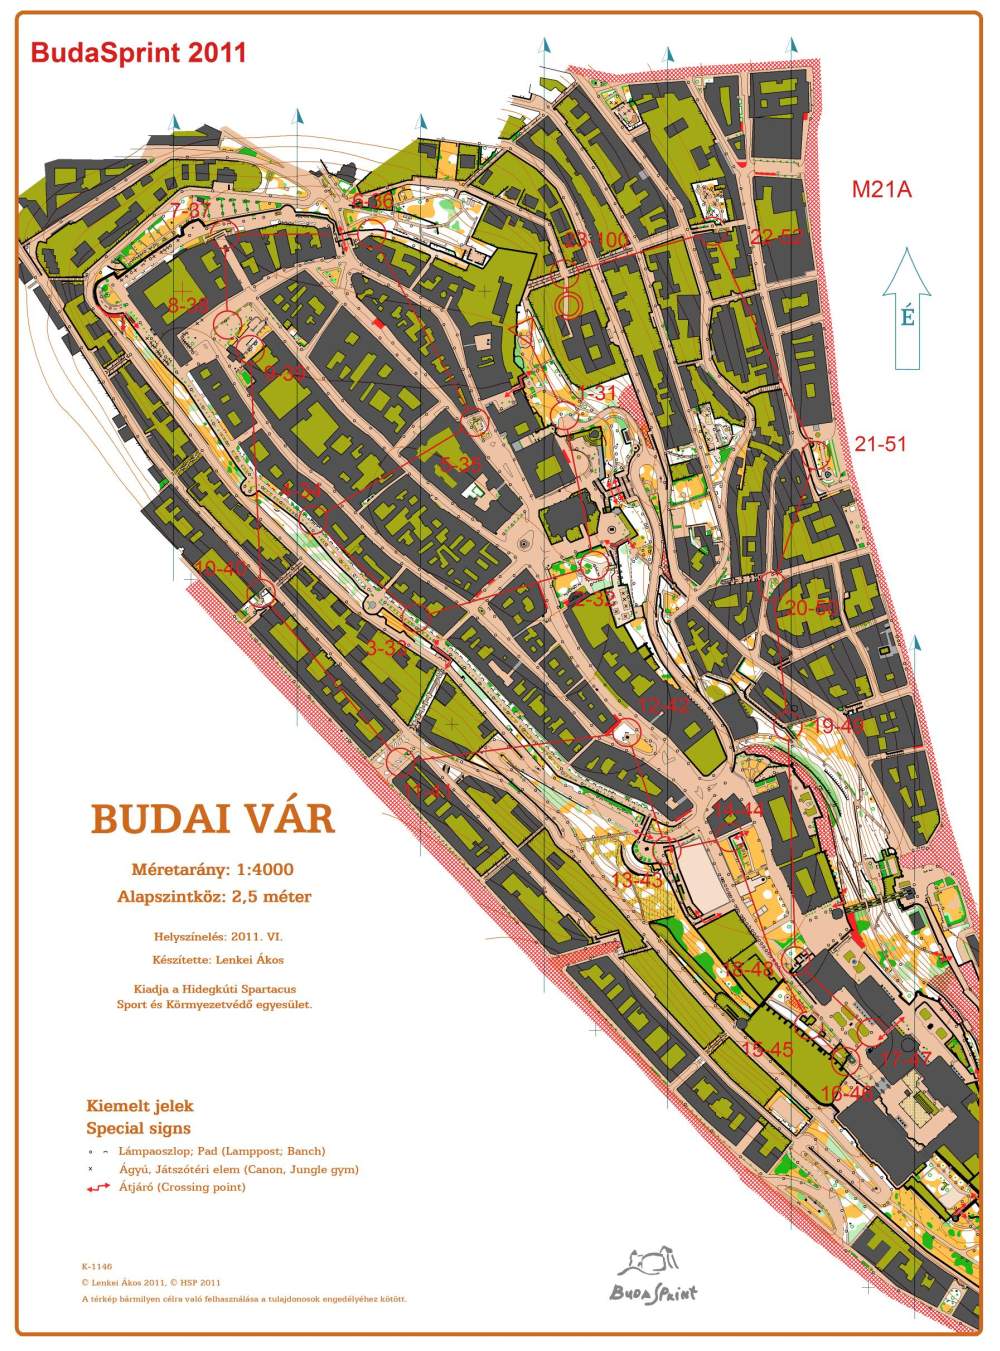 BudaSprint 2011
M21A
É
7-37
6-36
23-100
22-52
8-38
9-39
1-31
21-51
5-35
4-34
10-40
2-32
20-50
3-33
12-42
19-49
11-41
14-44
13-43
18-48
15-45
17-47
16-46
BUDAI VÁR
Méretarány: 1:4000
Alapszintköz: 2,5 méter
Helyszínelés: 2011. VI.
Készítette: Lenkei Ákos
Kiadja a Hidegkúti Spartacus
Sport és Környezetvédő egyesület.
Kiemelt jelek
Special signs
Lámpaoszlop; Pad (Lamppost; Banch)
Ágyú, Játszótéri elem (Canon, Jungle gym)
Átjáró (Crossing point)
K-1146
© Lenkei Ákos 2011, © HSP 2011
A térkép bármilyen célra való felhasználása a tulajdonosok engedélyéhez kötött.
BUDASPRINT